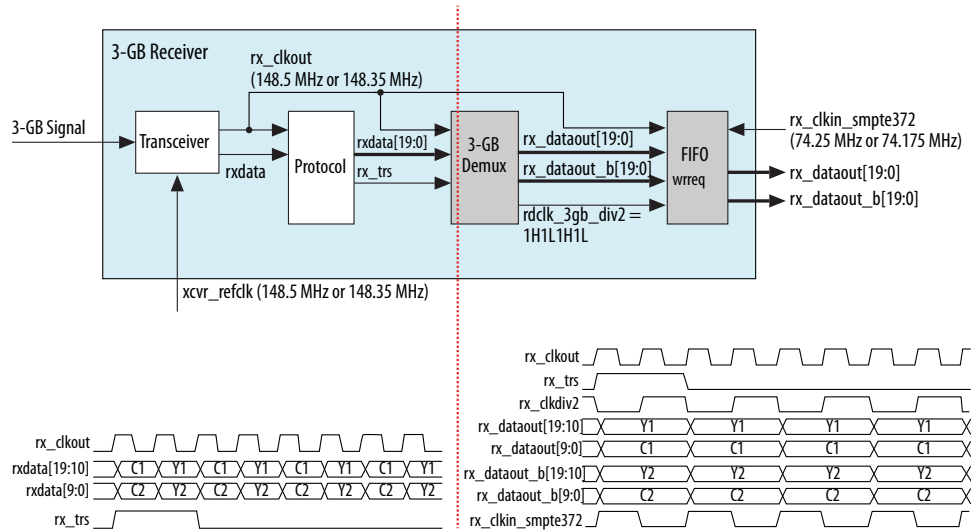 3-GB Receiver
rx_clkout
(148.5 MHz or 148.35 MHz)
3-GB Signal
Transceiver
rxdata
Protocol
rxdata[19:0]
rx_trs
3-GB
Demux
rx_dataout[19:0]
rx_dataout_b[19:0]
rdclk_3gb_div2 =
1H1L1H1L
FIFO
wrreq
rx_clkin_smpte372
(74.25 MHz or 74.175 MHz)
rx_dataout[19:0]
rx_dataout_b[19:0]
xcvr_refclk (148.5 MHz or 148.35 MHz)
rx_clkout
rxdata[19:10] C1 Y1 C1 Y1 C1 Y1 C1 Y1
rxdata[9:0] C2 Y2 C2 Y2 C2 Y2 C2 Y2
rx_trs
rx_clkout
rx_trs
rx_clkdiv2
rx_dataout[19:10] Y1 Y1 Y1 Y1
rx_dataout[9:0] C1 C1 C1 C1
rx_dataout_b[19:10] Y2 Y2 Y2 Y2
rx_dataout_b[9:0] C2 C2 C2 C2
rx_clkin_smpte372